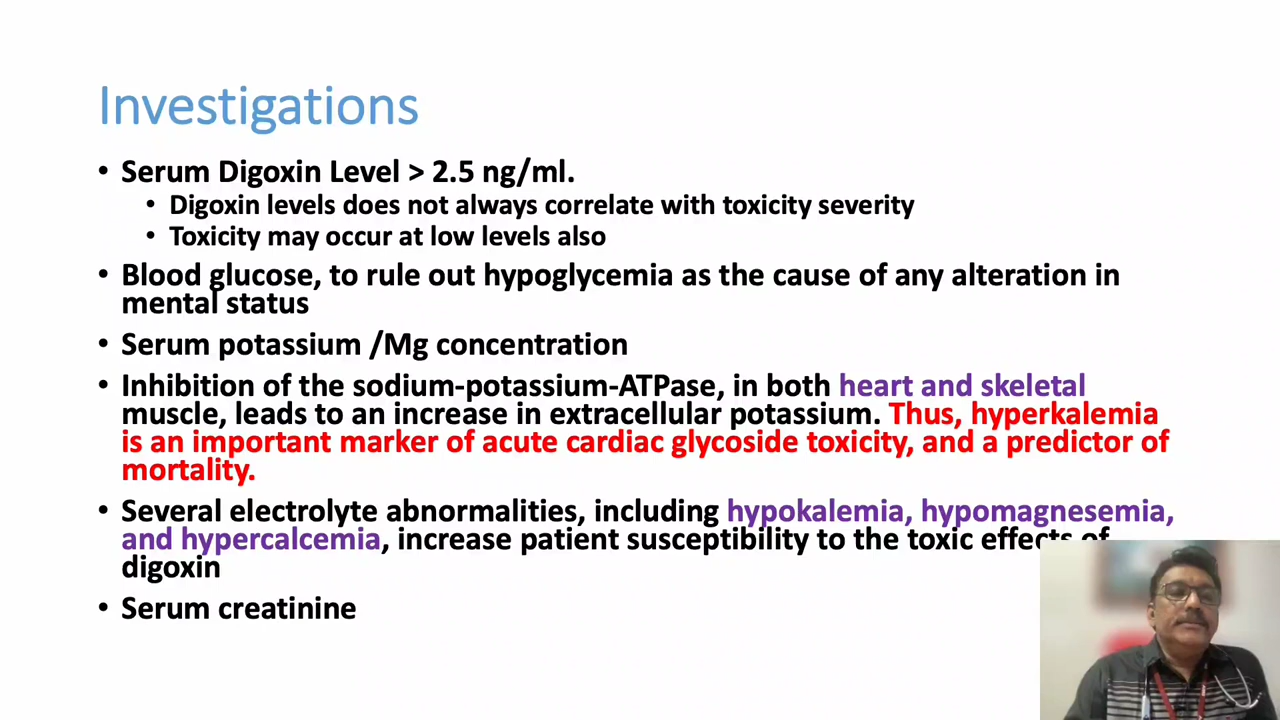 Investigations
• Serum Digoxin Level > 2.5 ng/ml.
• Digoxin levels does not always correlate with toxicity severity
• Toxicity may occur at low levels also
• Blood glucose, to rule out hypoglycemia as the cause of any alteration in
mental status
• Serum potassium /Mg concentration
• Inhibition of the sodium-potassium-ATPase, in both heart and skeletal
muscle, leads to an increase in extracellular potassium. Thus, hyperkalemia
is an important marker of acute cardiac glycoside toxicity, and a predictor of
mortality.
• Several electrolyte abnormalities, including hypokalemia, hypomagnesemia,
and hypercalcemia, increase patient susceptibility to the toxic effects of
digoxin
• Serum creatinine